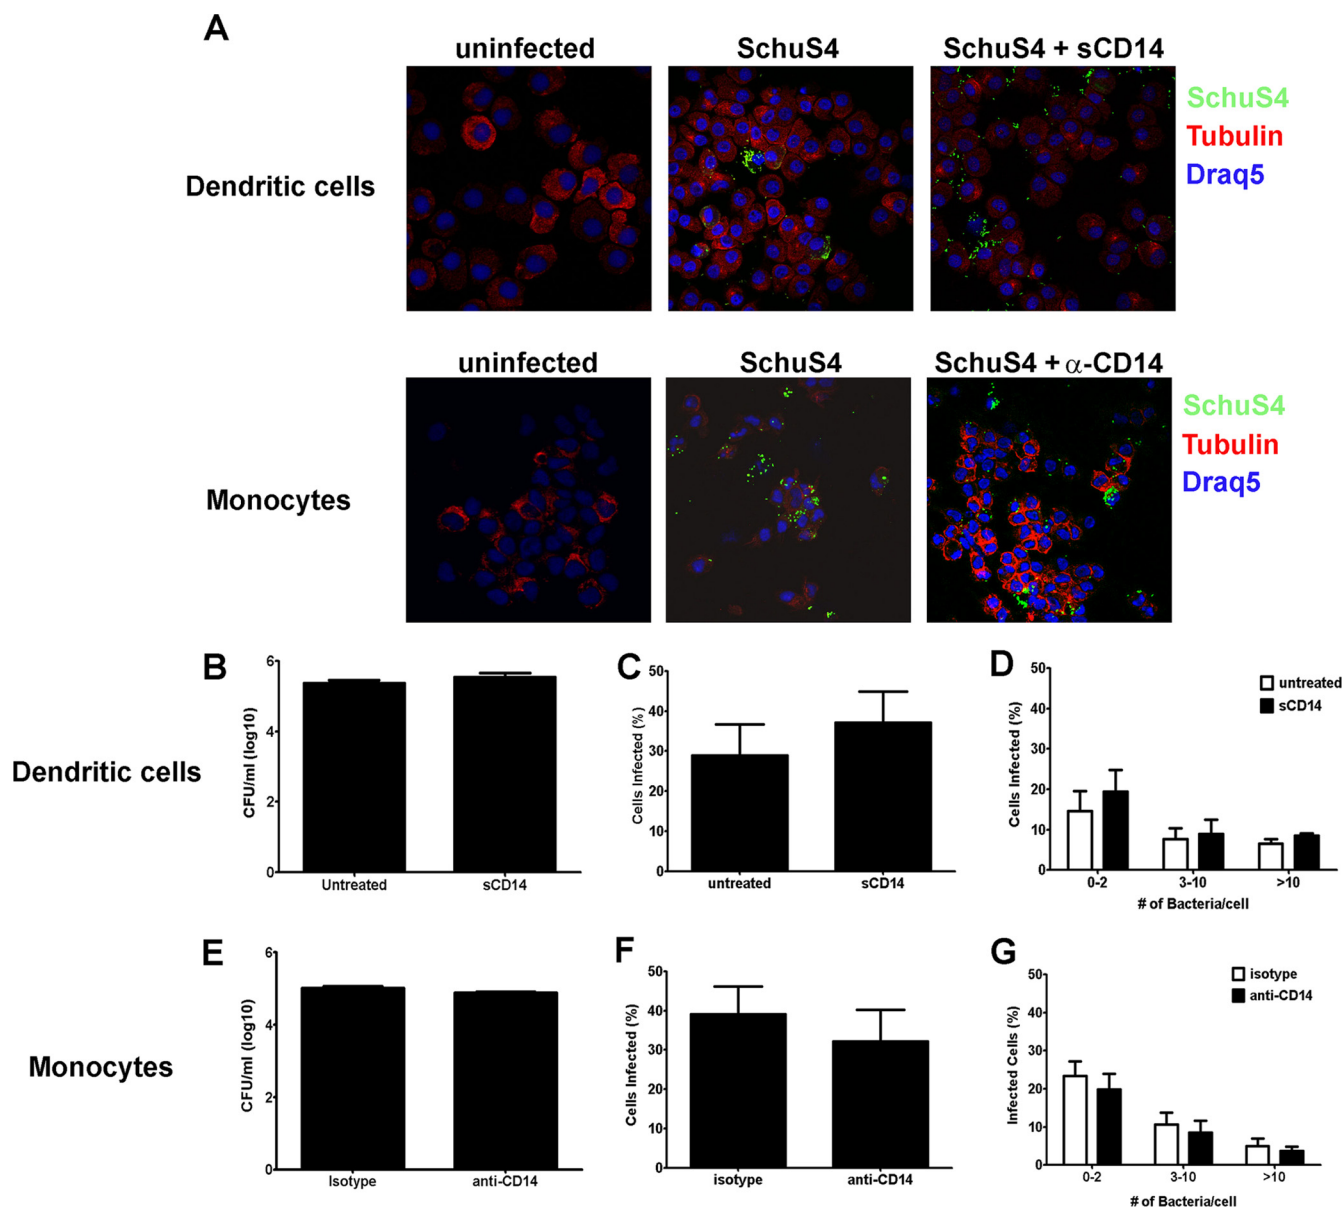 A
uninfected
SchuS4
SchuS4 + sCD14
Dendritic cells
SchuS4
Tubulin
Draq5
uninfected
SchuS4
SchuS4 + α-CD14
Monocytes
SchuS4
Tubulin
Draq5
Dendritic cells
B
CFU/ml (log10)
6
4
2
0
Untreated
sCD14
C
Cells Infected (%)
50
40
30
20
10
0
untreated
sCD14
D
Cells Infected (%)
50
40
30
20
10
0
untreated
sCD14
0-2
3-10
>10
# of Bacteria/cell
Monocytes
E
CFU/ml (log10)
6
4
2
0
Isotype
anti-CD14
F
Cells Infected (%)
50
40
30
20
10
0
isotype
anti-CD14
G
Infected Cells (%)
50
40
30
20
10
0
isotype
anti-CD14
0-2
3-10
>10
# of Bacteria/cell